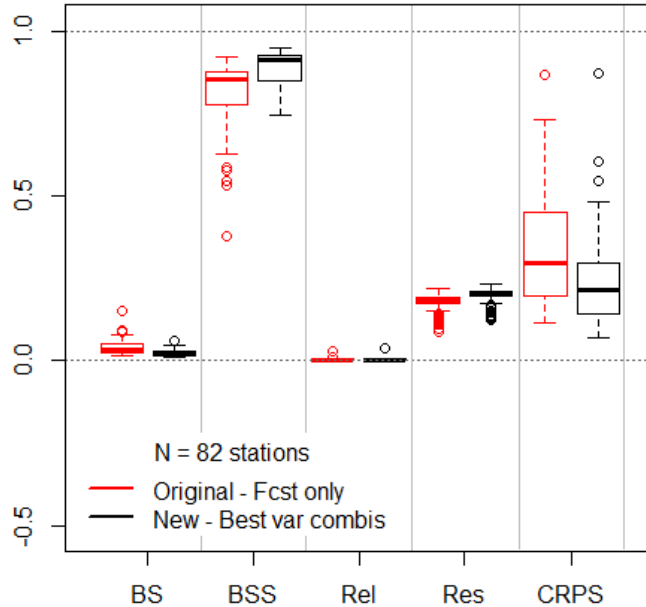 1.0
0.5
0.0
-0.5
N = 82 stations
Original - Fcst only
New - Best var combis
BS BSS Rel Res CRPS